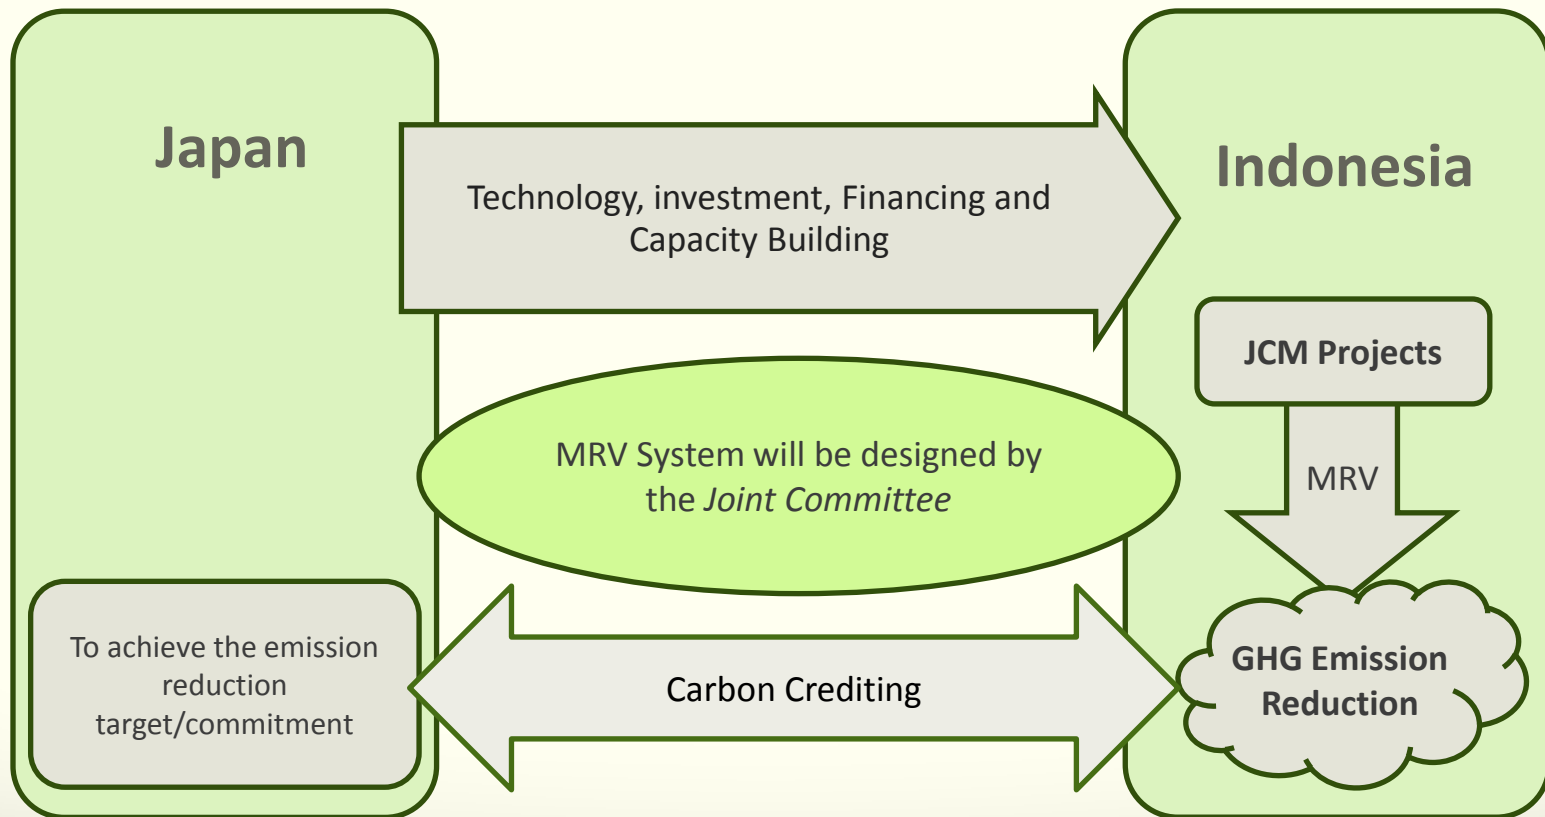 Japan
Technology, investment, Financing and
Capacity Building
Indonesia
JCM Projects
MRV System will be designed by
the Joint Committee
MRV
To achieve the emission
reduction
target/commitment
Carbon Crediting
GHG Emission
Reduction